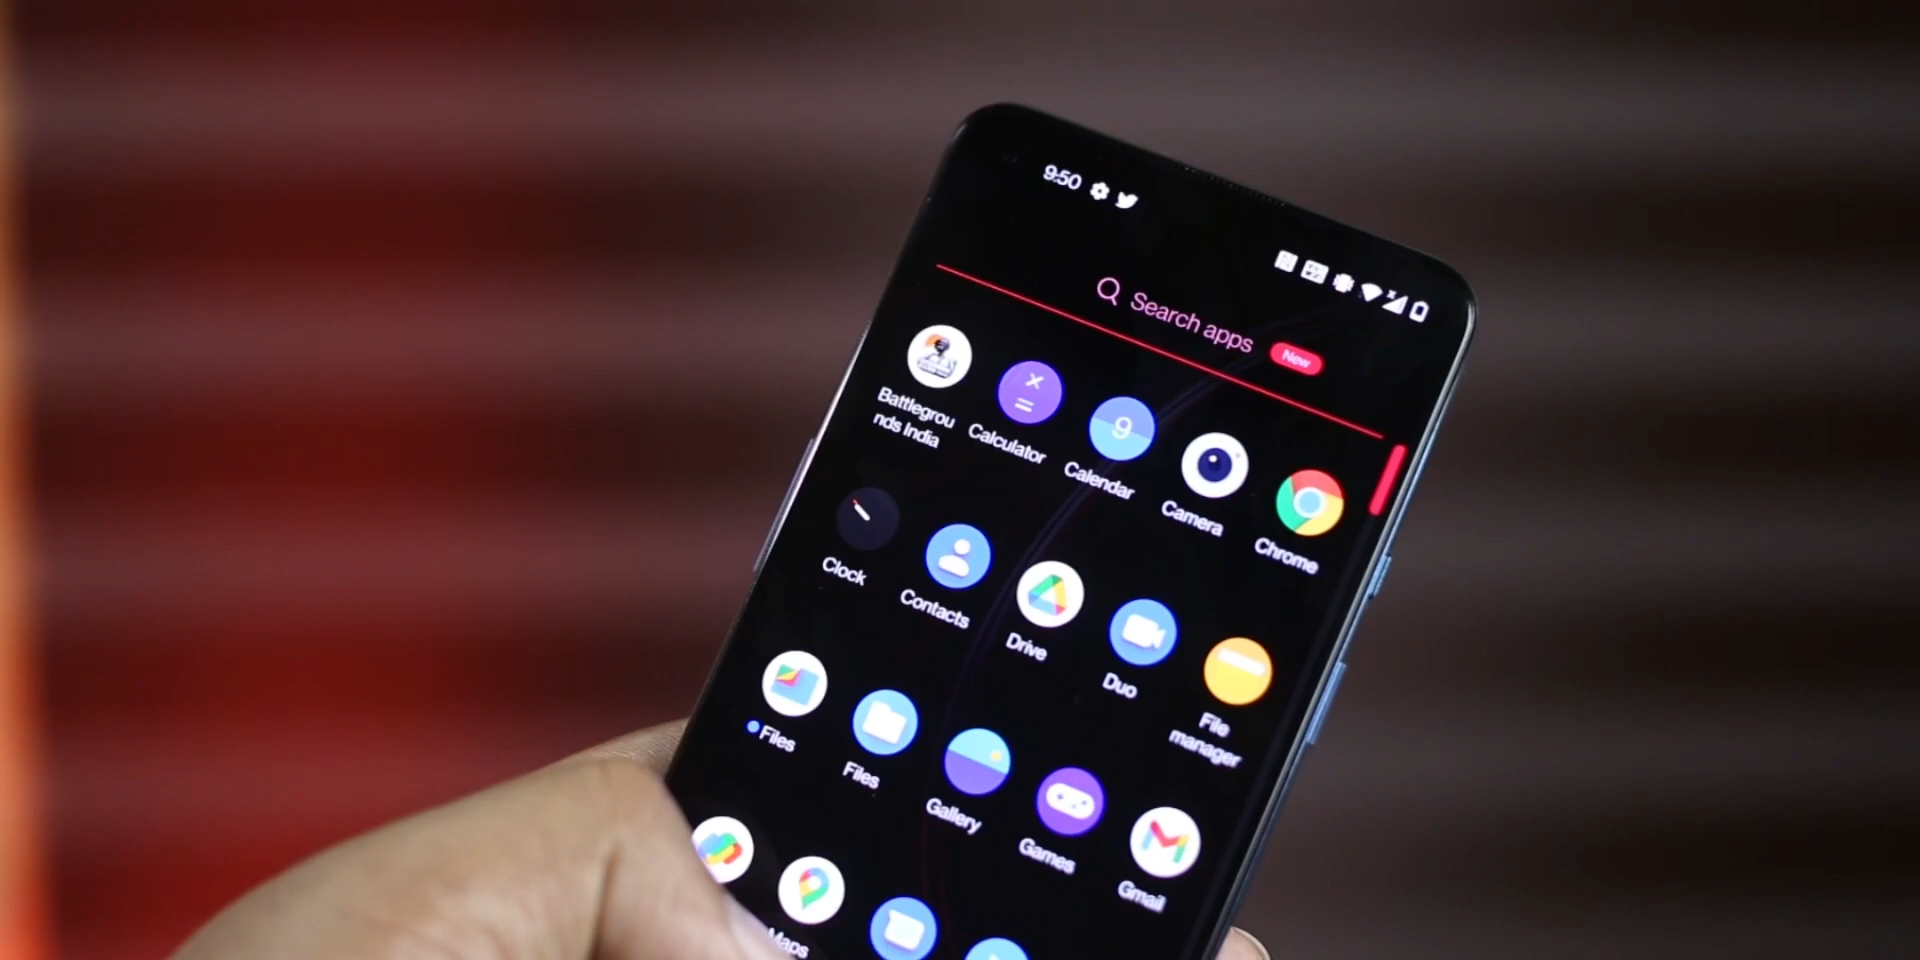 9:50
Search apps
New
Battlegrou
nds India
Calculator
9
Calendar
Camera
Chrome
Clock
Contacts
Drive
Duo
File
manager
Files
Files
Gallery
Games
Gmail
Maps